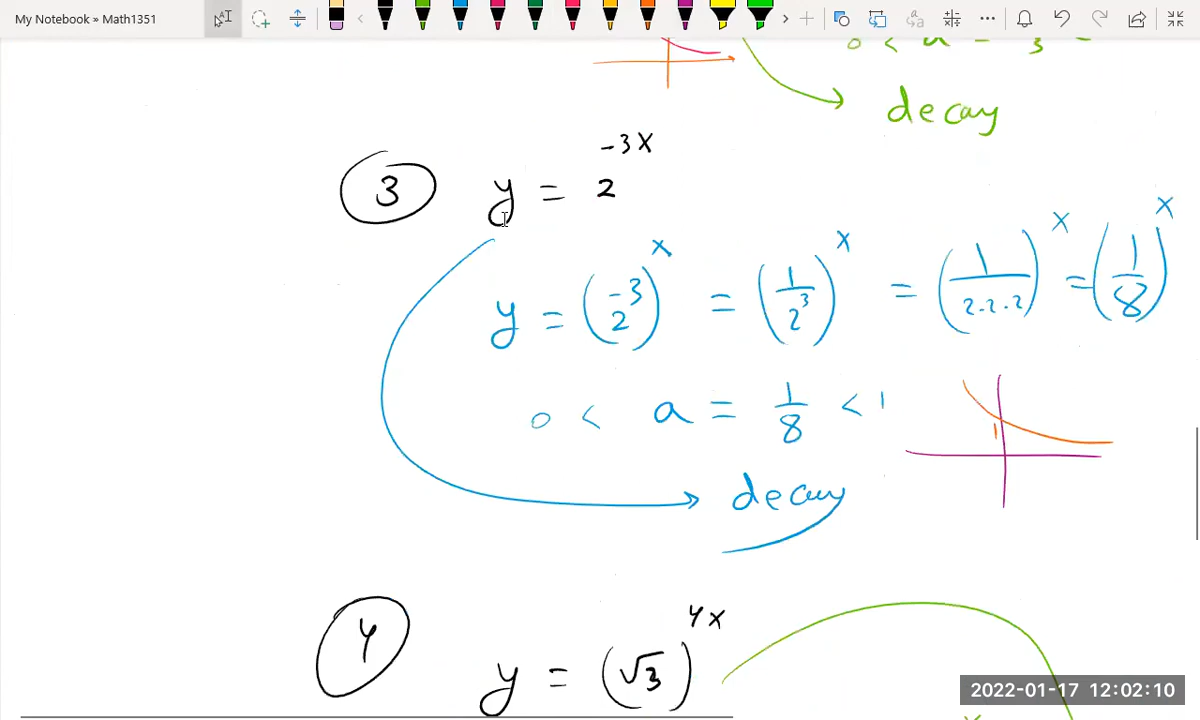 My Notebook » Math1351
decay
3 y = 2^{-3x}
y = (2^{-3})^x = (1/2^3)^x = (1/2·2·2)^x = (1/8)^x
0 < a = 1/8 < 1
1
decay
4 y = (√3)^{4x}
2022-01-17 12:02:10